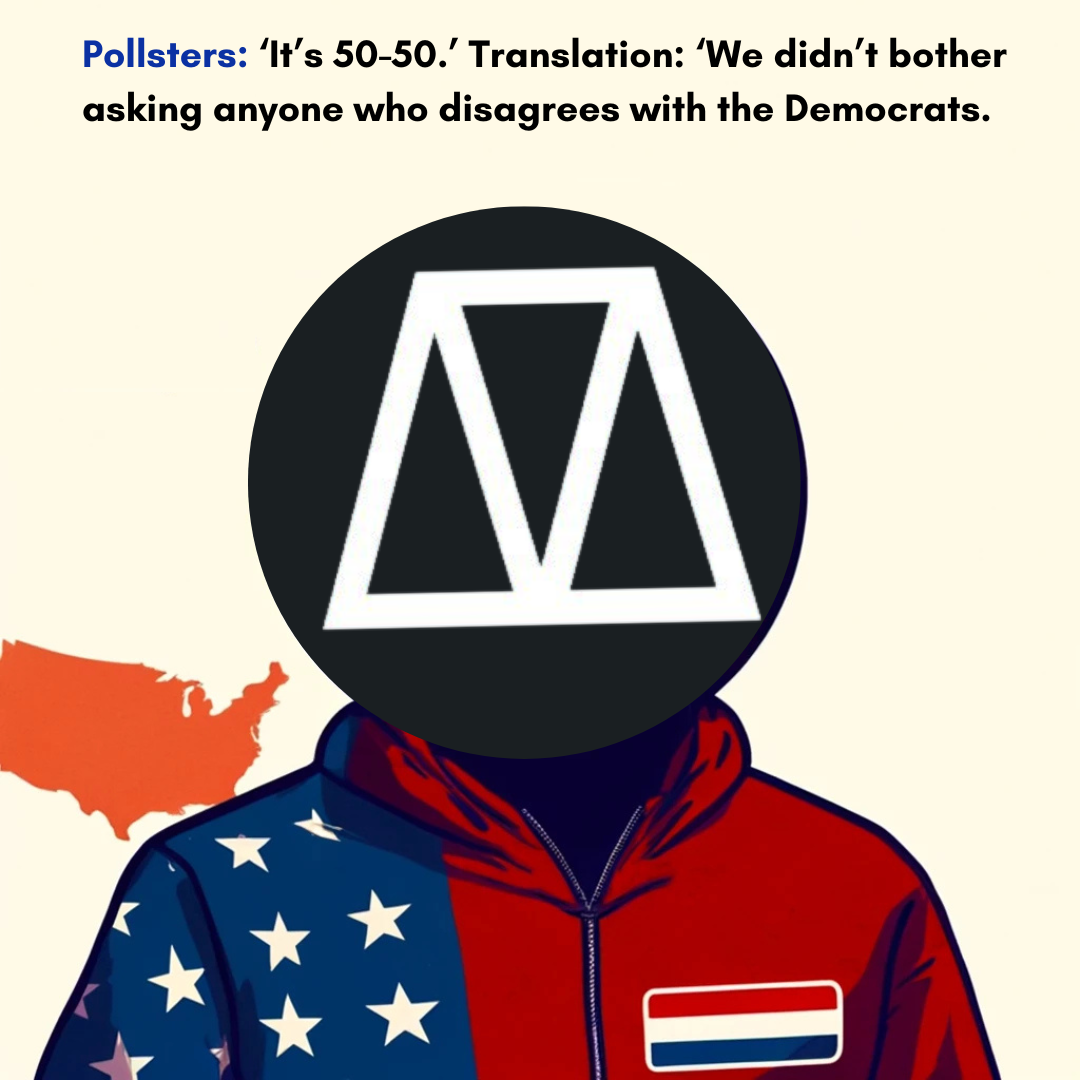 Pollsters: ‘It’s 50-50.’ Translation: ‘We didn’t bother
asking anyone who disagrees with the Democrats.